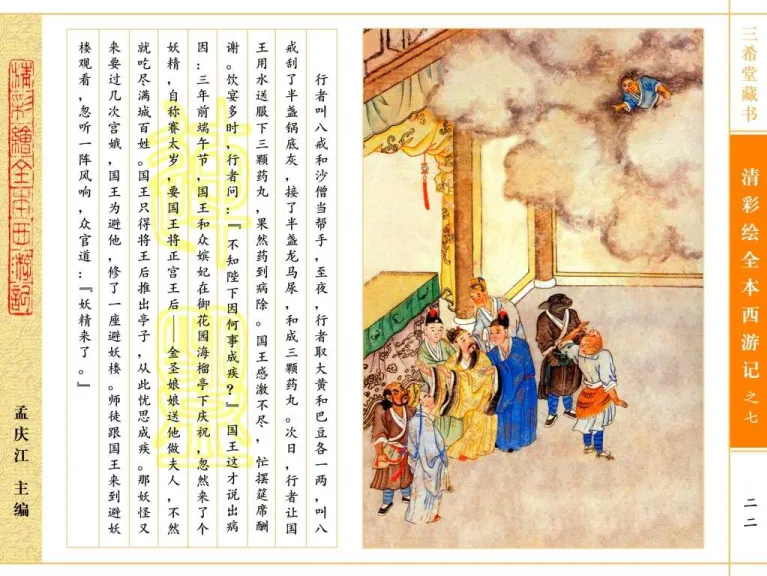 三希堂藏书
清彩绘全本西游记之七
二二
行者叫八戒和沙僧当帮手，至夜，行者取大黄和巴豆各一两，叫八
戒刮了半盏锅底灰，接了半盏龙马尿，和成三颗药丸。次日，行者让国
王用水送服下三颗药丸，果然药到病除。国王感激不尽，忙摆筵席酬
谢。饮宴多时，行者问：『不知陛下因何事成疾？』国王这才说出病
因：三年前端午节，国王和众嫔妃在御花园海榴亭下庆祝，忽然来了个
妖精，自称赛太岁，要国王将正宫王后——金圣娘娘送他做夫人，不然
就吃尽满城百姓。国王只得将王后推出亭子，从此忧思成疾。那妖怪又
来要过几次宫娥，国王为避他，修了一座避妖楼。师徒跟国王来到避妖
楼观看，忽听一阵风响，众官道：『妖精来了。』
清彩绘全本西游记
孟庆江 主编